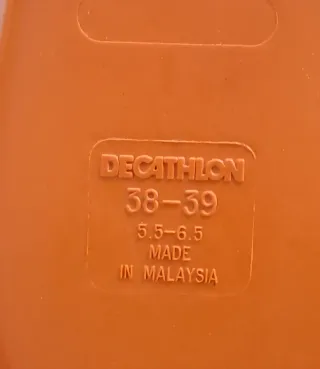 DECATHLON
38-39
5.5-6.5
MADE
IN MALAYSIA